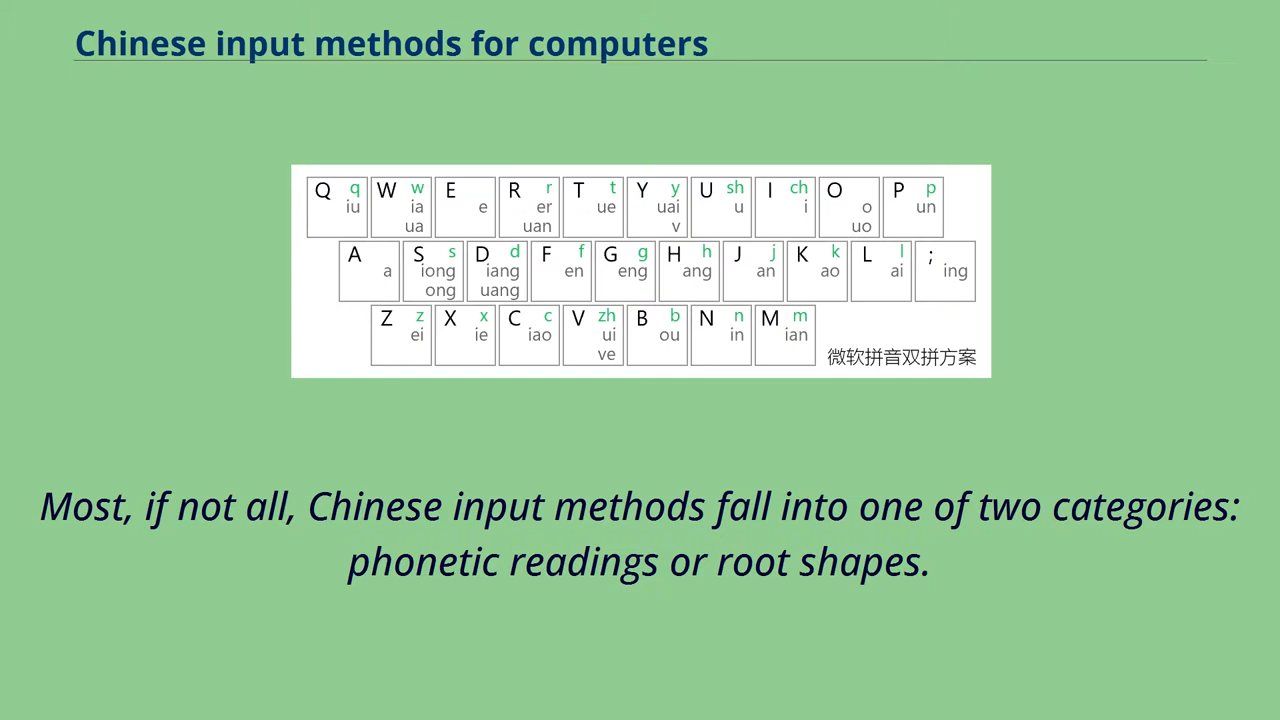 Chinese input methods for computers
Q q W w E R r T t Y y U sh I ch O P p
iu ia e er ue uai u i o un
ua uan v uo
A S s D d F f G g H h J j K k L l ;
a iong iang en eng ang an ao ai ing
ong uang
Z z X x C c V zh B b N n M m
ei ie iao ui ou in ian
ve
微软拼音双拼方案
Most, if not all, Chinese input methods fall into one of two categories:
phonetic readings or root shapes.